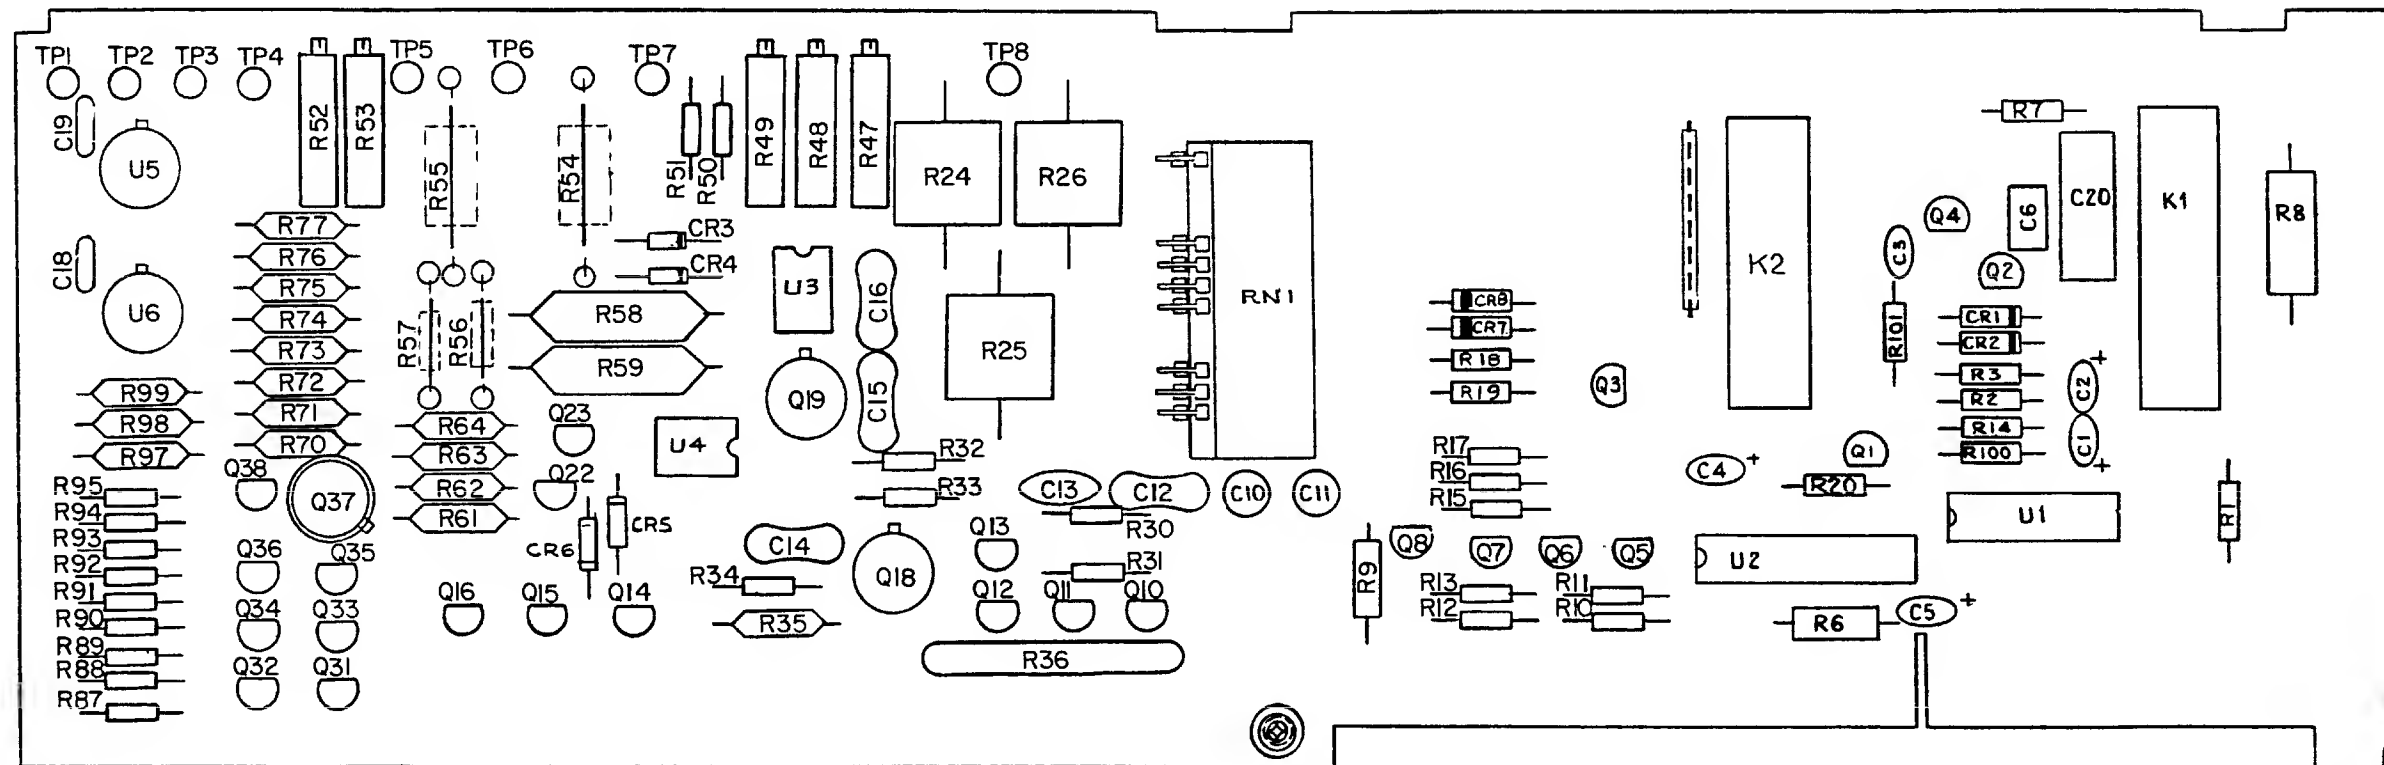 TP1 TP2 TP3 TP4 TP5 TP6 TP7 TP8
C19 U5 R52 R53 R55 R54 R51 R50 R49 R48 R47 R24 R26
R7 K2 Q4 C6 C20 K1 R8
R77 CR3
R76 CR4
C18 U6 R75 U3 C16 RN1 C3 Q2
R74 R58 CR8 CR1
R57 R56 CR7 R101 CR2
R73 R59 R25 R18 R3
R72 Q19 C15 R19 Q3 R2 C2 +
R99 R71 Q23 R14
R98 R64 U4 R17 Q1 C1 +
R97 R70 R63 R32 R16 C4 + R100
Q38 Q37 R62 Q22 R33 C13 C12 C10 C11 R15 R20
R95 R61 CR6 CR5 R30 U1 R1
R94 C14 Q13
R93 Q36 Q35 Q18 R31 Q8 Q7 Q6 Q5 U2
R92 R34 R9 R13 R11
R91 Q34 Q33 Q16 Q15 Q14 R35 Q12 Q11 Q10 R12 R10 R6 C5 +
R90
R89 R36
R88 Q32 Q31
R87